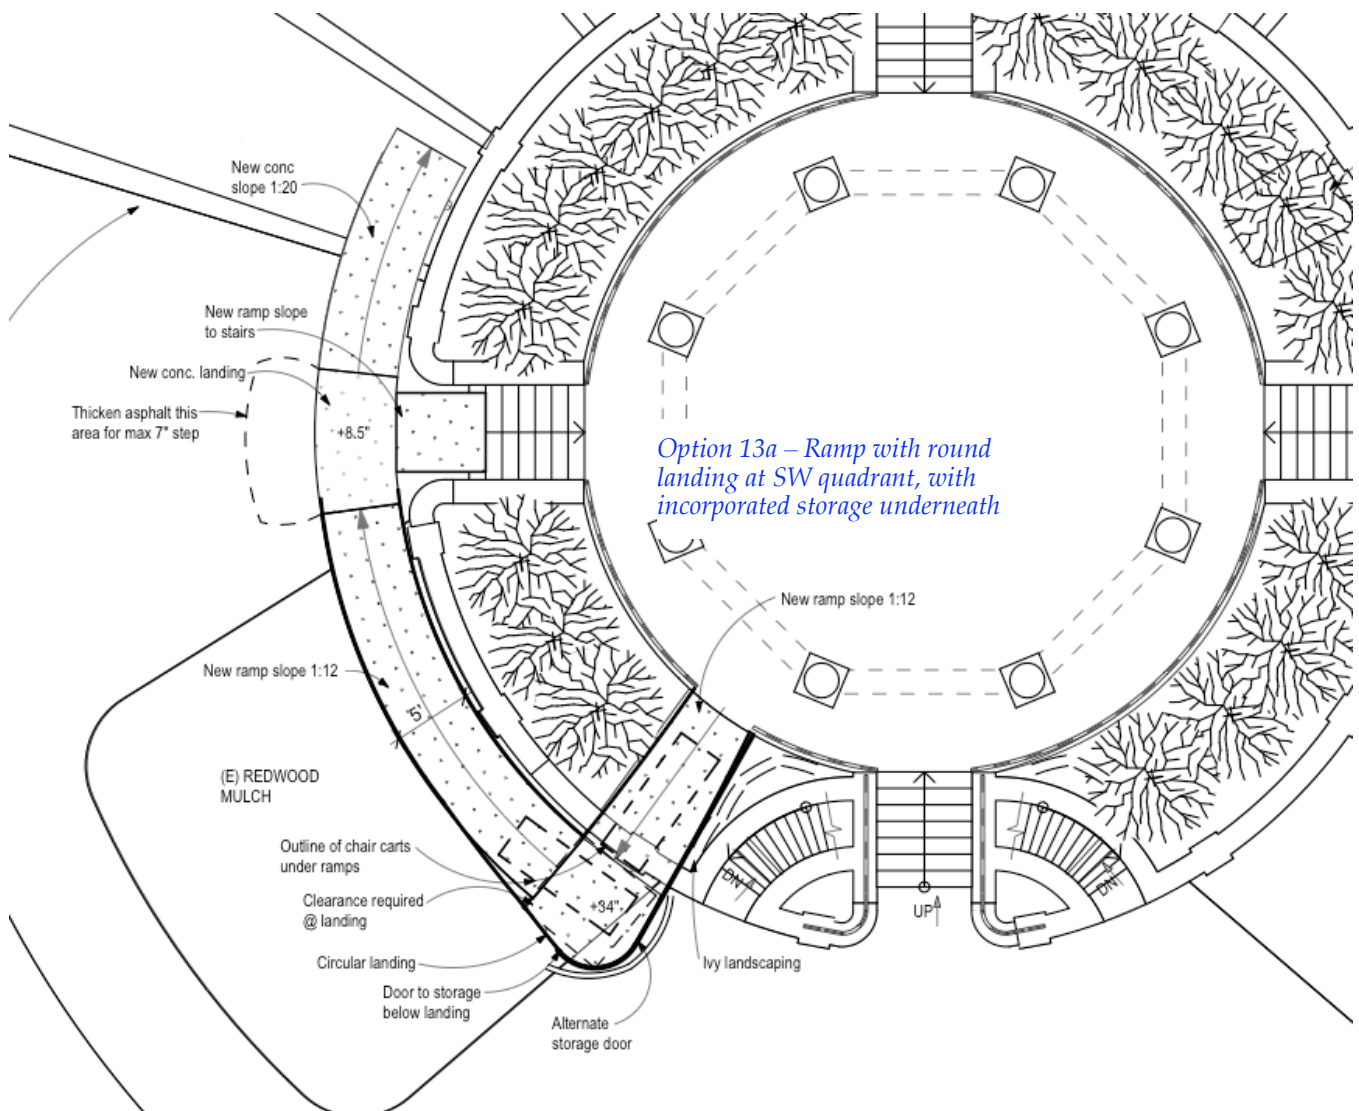 New conc
slope 1:20
New ramp slope
to stairs
New conc. landing
Thicken asphalt this
area for max 7" step
+8.5"
Option 13a – Ramp with round
landing at SW quadrant, with
incorporated storage underneath
New ramp slope 1:12
New ramp slope 1:12
5'
(E) REDWOOD
MULCH
Outline of chair carts
under ramps
Clearance required
@ landing
+34"
DN
UP
DN
Circular landing
Ivy landscaping
Door to storage
below landing
Alternate
storage door